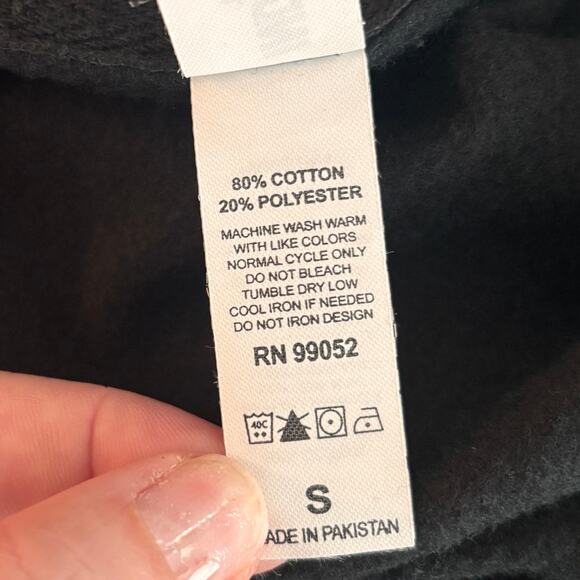 80% COTTON
20% POLYESTER
MACHINE WASH WARM
WITH LIKE COLORS
NORMAL CYCLE ONLY
DO NOT BLEACH
TUMBLE DRY LOW
COOL IRON IF NEEDED
DO NOT IRON DESIGN
RN 99052
40C
S
ADE IN PAKISTAN